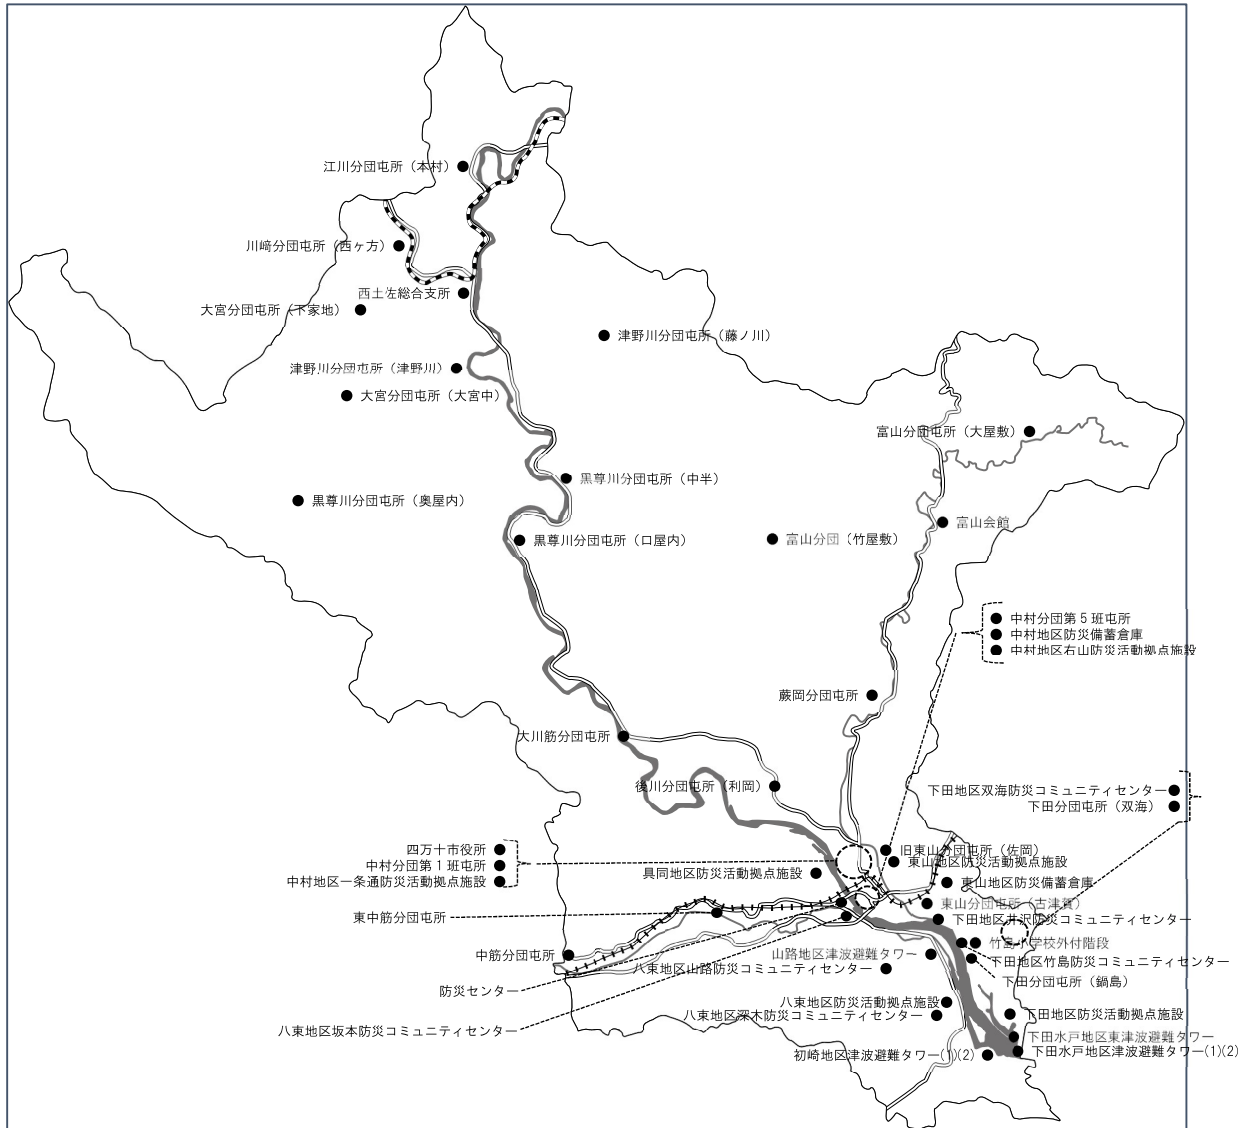 江川分団屯所（本村）
川﨑分団屯所（西ヶ方）
西土佐総合支所
大宮分団屯所（下家地）
津野川分団屯所（藤ノ川）
津野川分団屯所（津野川）
大宮分団屯所（大宮中）
富山分団屯所（大屋敷）
黒尊川分団屯所（中半）
黒尊川分団屯所（奥屋内）
富山会館
黒尊川分団屯所（口屋内）
富山分団（竹屋敷）
中村分団第５班屯所
中村地区防災備蓄倉庫
中村地区右山防災活動拠点施設
蕨岡分団屯所
大川筋分団屯所
後川分団屯所（利岡）
下田地区双海防災コミュニティセンター
下田分団屯所（双海）
四万十市役所
中村分団第１班屯所
中村地区一条通防災活動拠点施設
旧東山分団屯所（佐岡）
東山地区防災活動拠点施設
具同地区防災活動拠点施設
東山地区防災備蓄倉庫
東山分団屯所（古津賀）
東中筋分団屯所
下田地区井沢防災コミュニティセンター
竹島小学校外付階段
中筋分団屯所
山路地区津波避難タワー
下田地区竹島防災コミュニティセンター
八束地区山路防災コミュニティセンター
下田分団屯所（鍋島）
防災センター
八束地区防災活動拠点施設
八束地区深木防災コミュニティセンター
下田地区防災活動拠点施設
八束地区坂本防災コミュニティセンター
下田水戸地区東津波避難タワー
下田水戸地区津波避難タワー(1)(2)
初崎地区津波避難タワー(1)(2)